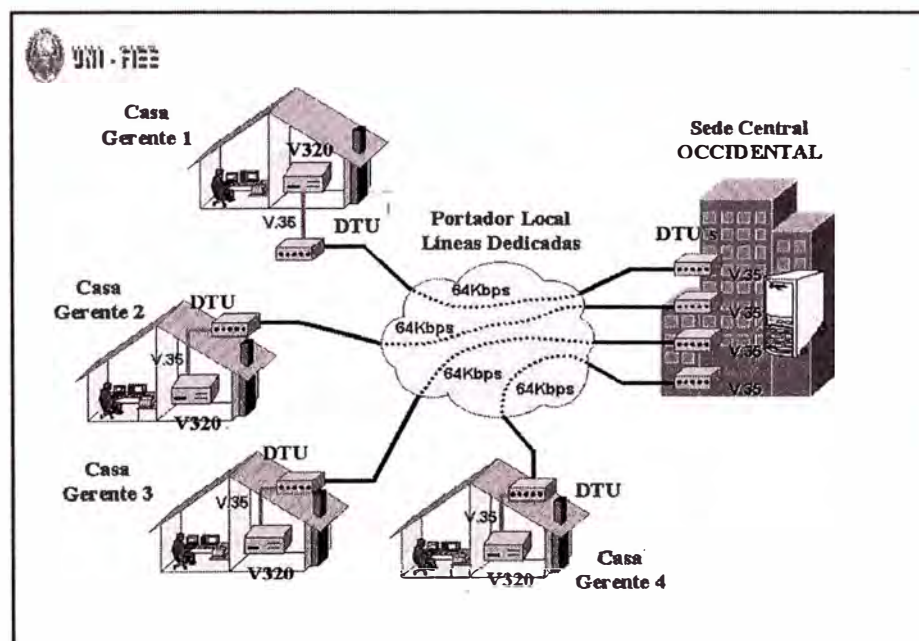 UNI - FIEE
Casa
Gerente 1
V320
V.35
DTU
Portador Local
Líneas Dedicadas
Sede Central
OCCIDENTAL
DTU's
V.35
V.35
V.35
V.35
64Kbps
64Kbps
64Kbps
64Kbps
Casa
Gerente 2
DTU
V.35
V320
Casa
Gerente 3
DTU
V.35
V320
DTU
V.35
V320
Casa
Gerente 4